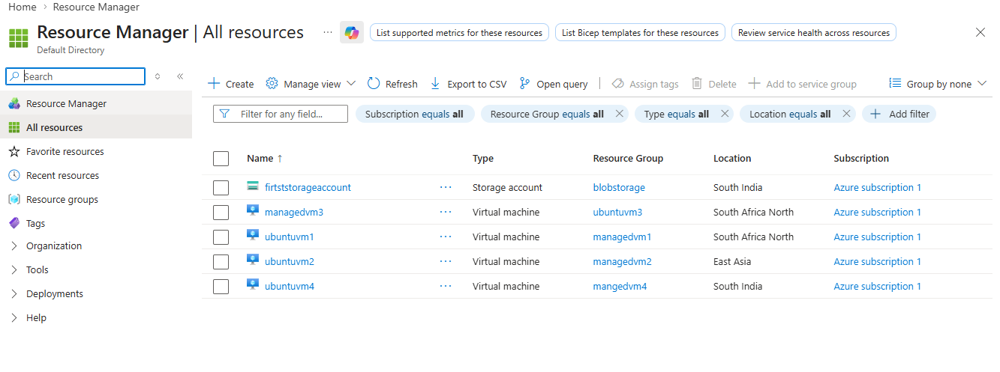 Home > Resource Manager
Resource Manager | All resources ... List supported metrics for these resources List Bicep templates for these resources Review service health across resources
Default Directory
Search
+ Create Manage view Refresh Export to CSV Open query Assign tags Delete + Add to service group Group by none
Resource Manager
All resources
Favorite resources
Recent resources
Resource groups
Tags
Organization
Tools
Deployments
Help
Filter for any field... Subscription equals all Resource Group equals all Type equals all Location equals all Add filter
Name ↑ Type Resource Group Location Subscription
firtststorageaccount ... Storage account blobstorage South India Azure subscription 1
managedvm3 ... Virtual machine ubuntuvm3 South Africa North Azure subscription 1
ubuntuvm1 ... Virtual machine managedvm1 South Africa North Azure subscription 1
ubuntuvm2 ... Virtual machine managedvm2 East Asia Azure subscription 1
ubuntuvm4 ... Virtual machine mangedvm4 South India Azure subscription 1